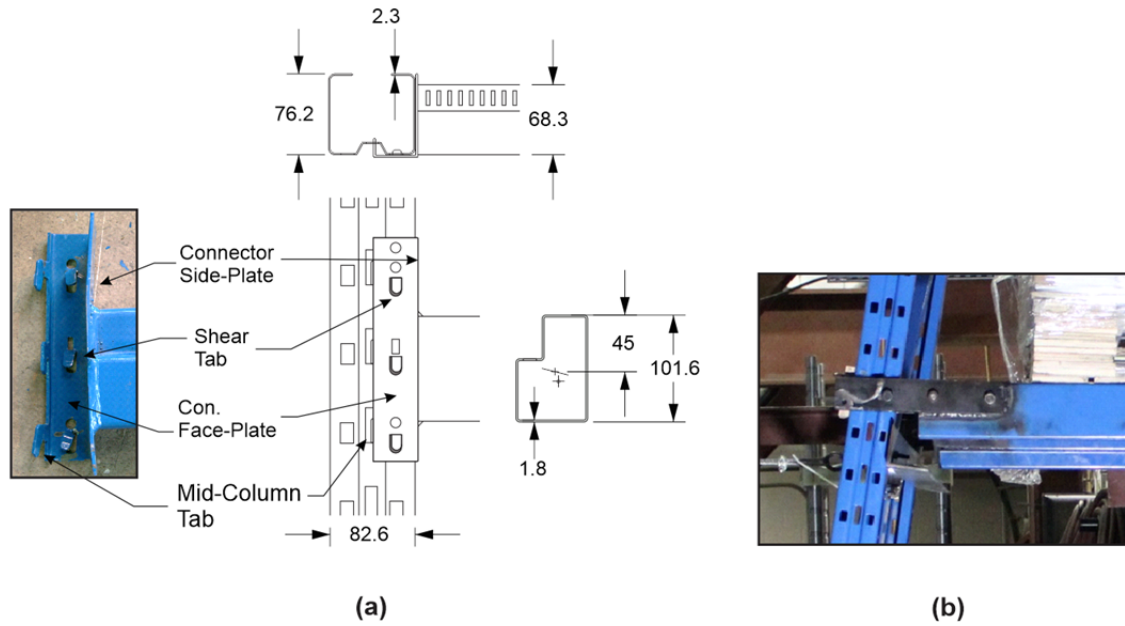 2.3
76.2
68.3
Connector
Side-Plate
Shear
Tab
Con.
Face-Plate
Mid-Column
Tab
82.6
45
101.6
1.8
(a)
(b)